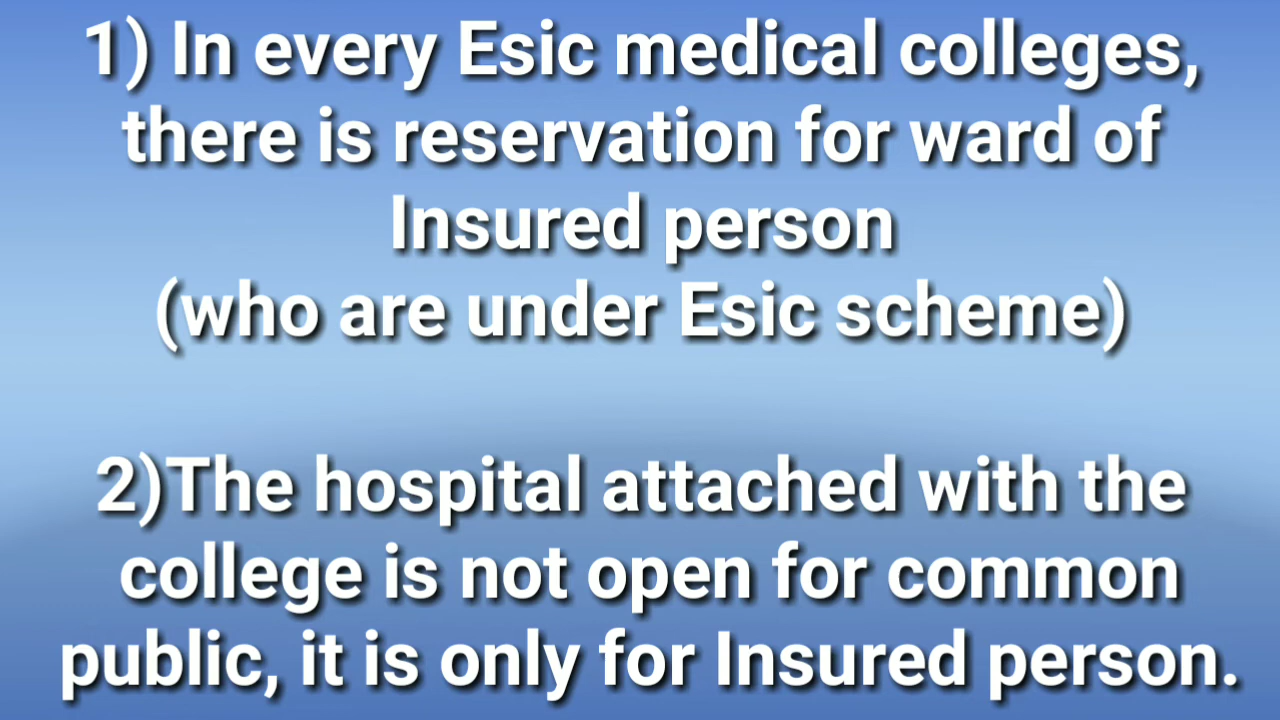 1) In every Esic medical colleges,
there is reservation for ward of
Insured person
(who are under Esic scheme)
2)The hospital attached with the
college is not open for common
public, it is only for Insured person.